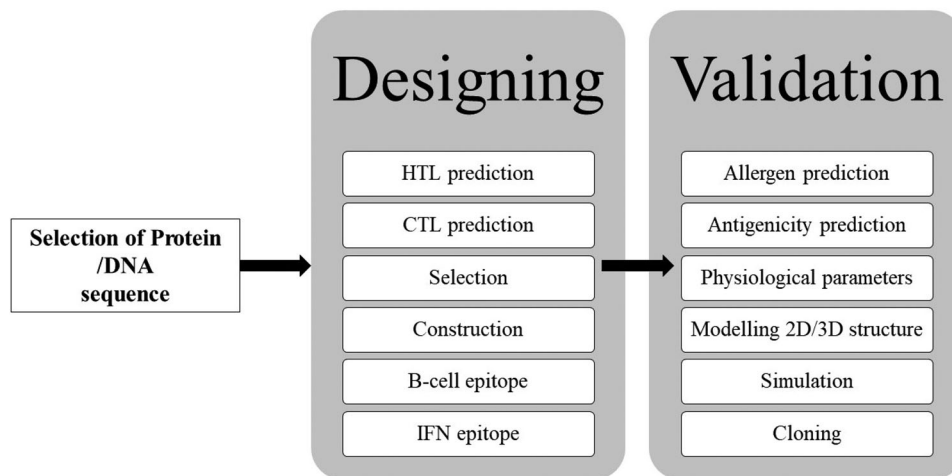 Selection of Protein
/DNA
sequence
Designing
HTL prediction
CTL prediction
Selection
Construction
B-cell epitope
IFN epitope
Validation
Allergen prediction
Antigenicity prediction
Physiological parameters
Modelling 2D/3D structure
Simulation
Cloning